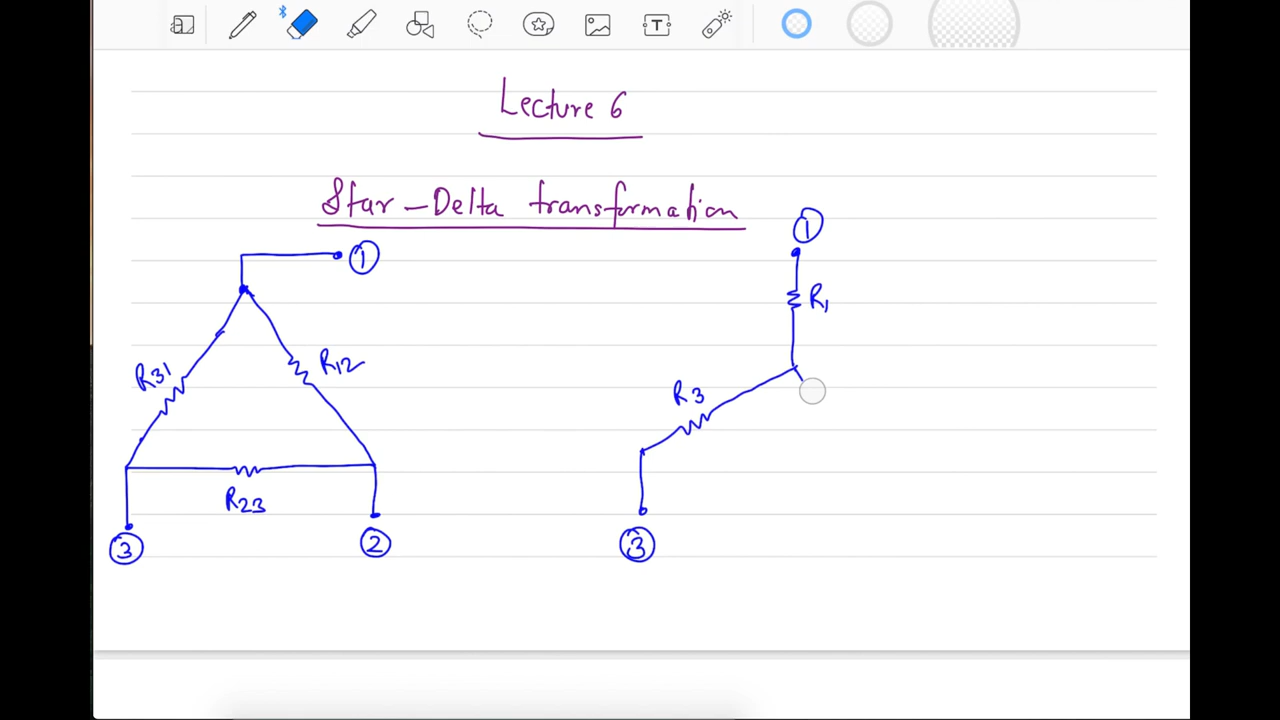 Lecture 6
Star-Delta transformation
①
①
R1
R31
R12
R3
R23
③
②
③
T